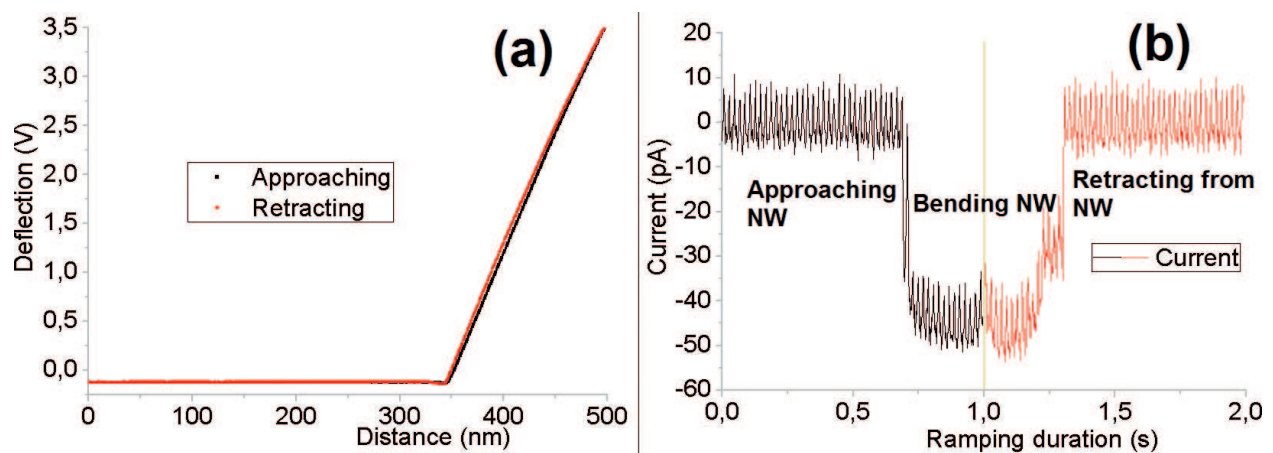 (a)
3,5
3,0
2,5
2,0
1,5
1,0
0,5
0,0
Deflection (V)
Approaching
Retracting
0
100
200
300
400
500
Distance (nm)
(b)
20
10
0
-10
-20
-30
-40
-50
-60
Current (pA)
Approaching
NW
Bending NW
Retracting from
NW
Current
0,0
0,5
1,0
1,5
2,0
Ramping duration (s)